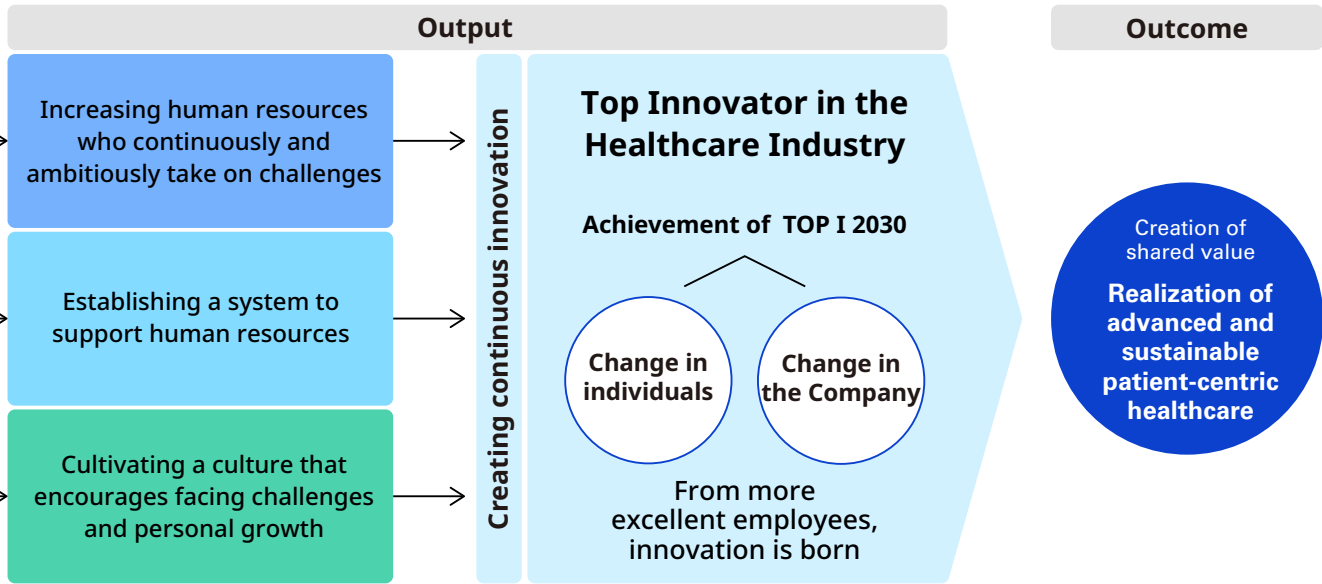 Output
Outcome
Increasing human resources
who continuously and
ambitiously take on challenges
Establishing a system to
support human resources
Cultivating a culture that
encourages facing challenges
and personal growth
Creating continuous innovation
Top Innovator in the
Healthcare Industry
Achievement of TOP I 2030
Change in
individuals
Change in
the Company
From more
excellent employees,
innovation is born
Creation of
shared value
Realization of
advanced and
sustainable
patient-centric
healthcare